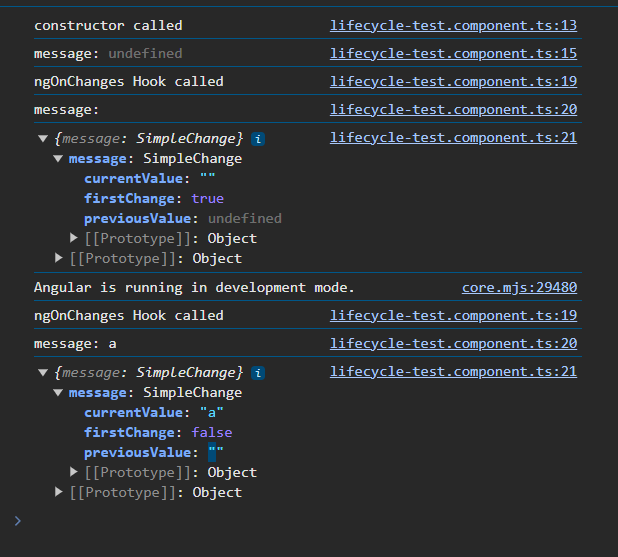 constructor called lifecycle-test.component.ts:13
message: undefined lifecycle-test.component.ts:15
ngOnChanges Hook called lifecycle-test.component.ts:19
message: lifecycle-test.component.ts:20
{message: SimpleChange} i lifecycle-test.component.ts:21
message: SimpleChange
currentValue: ""
firstChange: true
previousValue: undefined
[[Prototype]]: Object
[[Prototype]]: Object
Angular is running in development mode. core.mjs:29480
ngOnChanges Hook called lifecycle-test.component.ts:19
message: a lifecycle-test.component.ts:20
{message: SimpleChange} i lifecycle-test.component.ts:21
message: SimpleChange
currentValue: "a"
firstChange: false
previousValue: ""
[[Prototype]]: Object
[[Prototype]]: Object